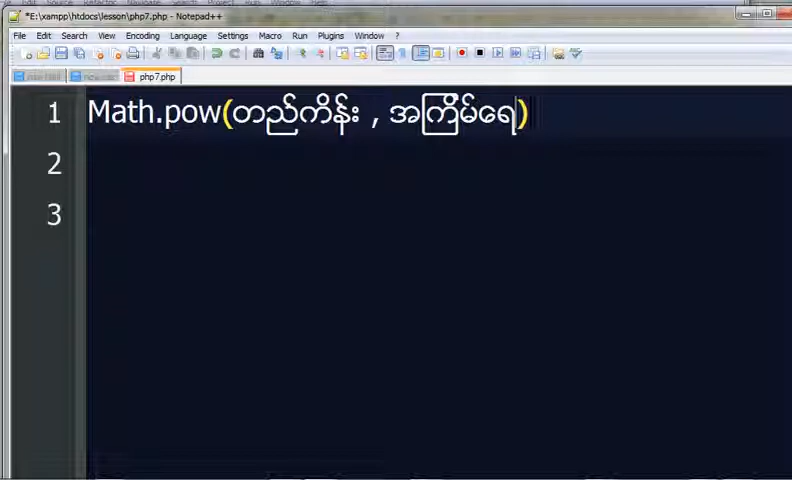 *E:\xampp\htdocs\lesson\php7.php - Notepad++
File Edit Search View Encoding Language Settings Macro Run Plugins Window ?
php7.php
1 Math.pow(တည်ကိန်း , အကြိမ်ရေ)
2
3